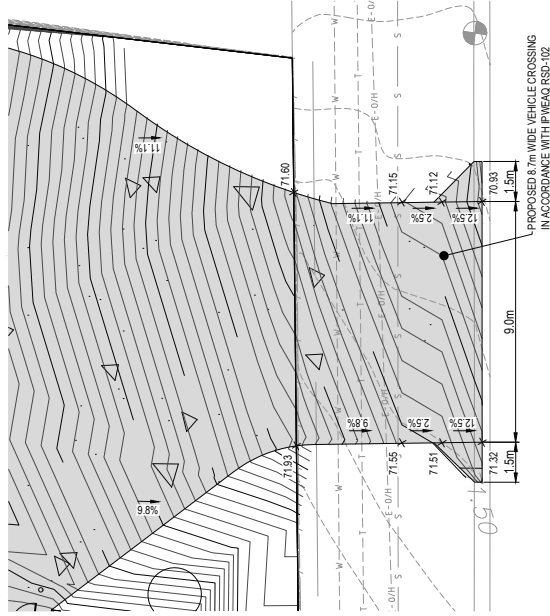 11.1%
71.60
W W
T T
E-O/H E-O/H
S S
11.1%
71.15
2.5%
71.12
12.5%
70.93
1.5m
PROPOSED 8.7m WIDE VEHICLE CROSSING
IN ACCORDANCE WITH IPWEAQ RSD-102
9.0m
9.8%
71.93
9.8%
71.55
2.5%
71.51
12.5%
71.32
1.5m
W
T
E-O/H
S
1.50